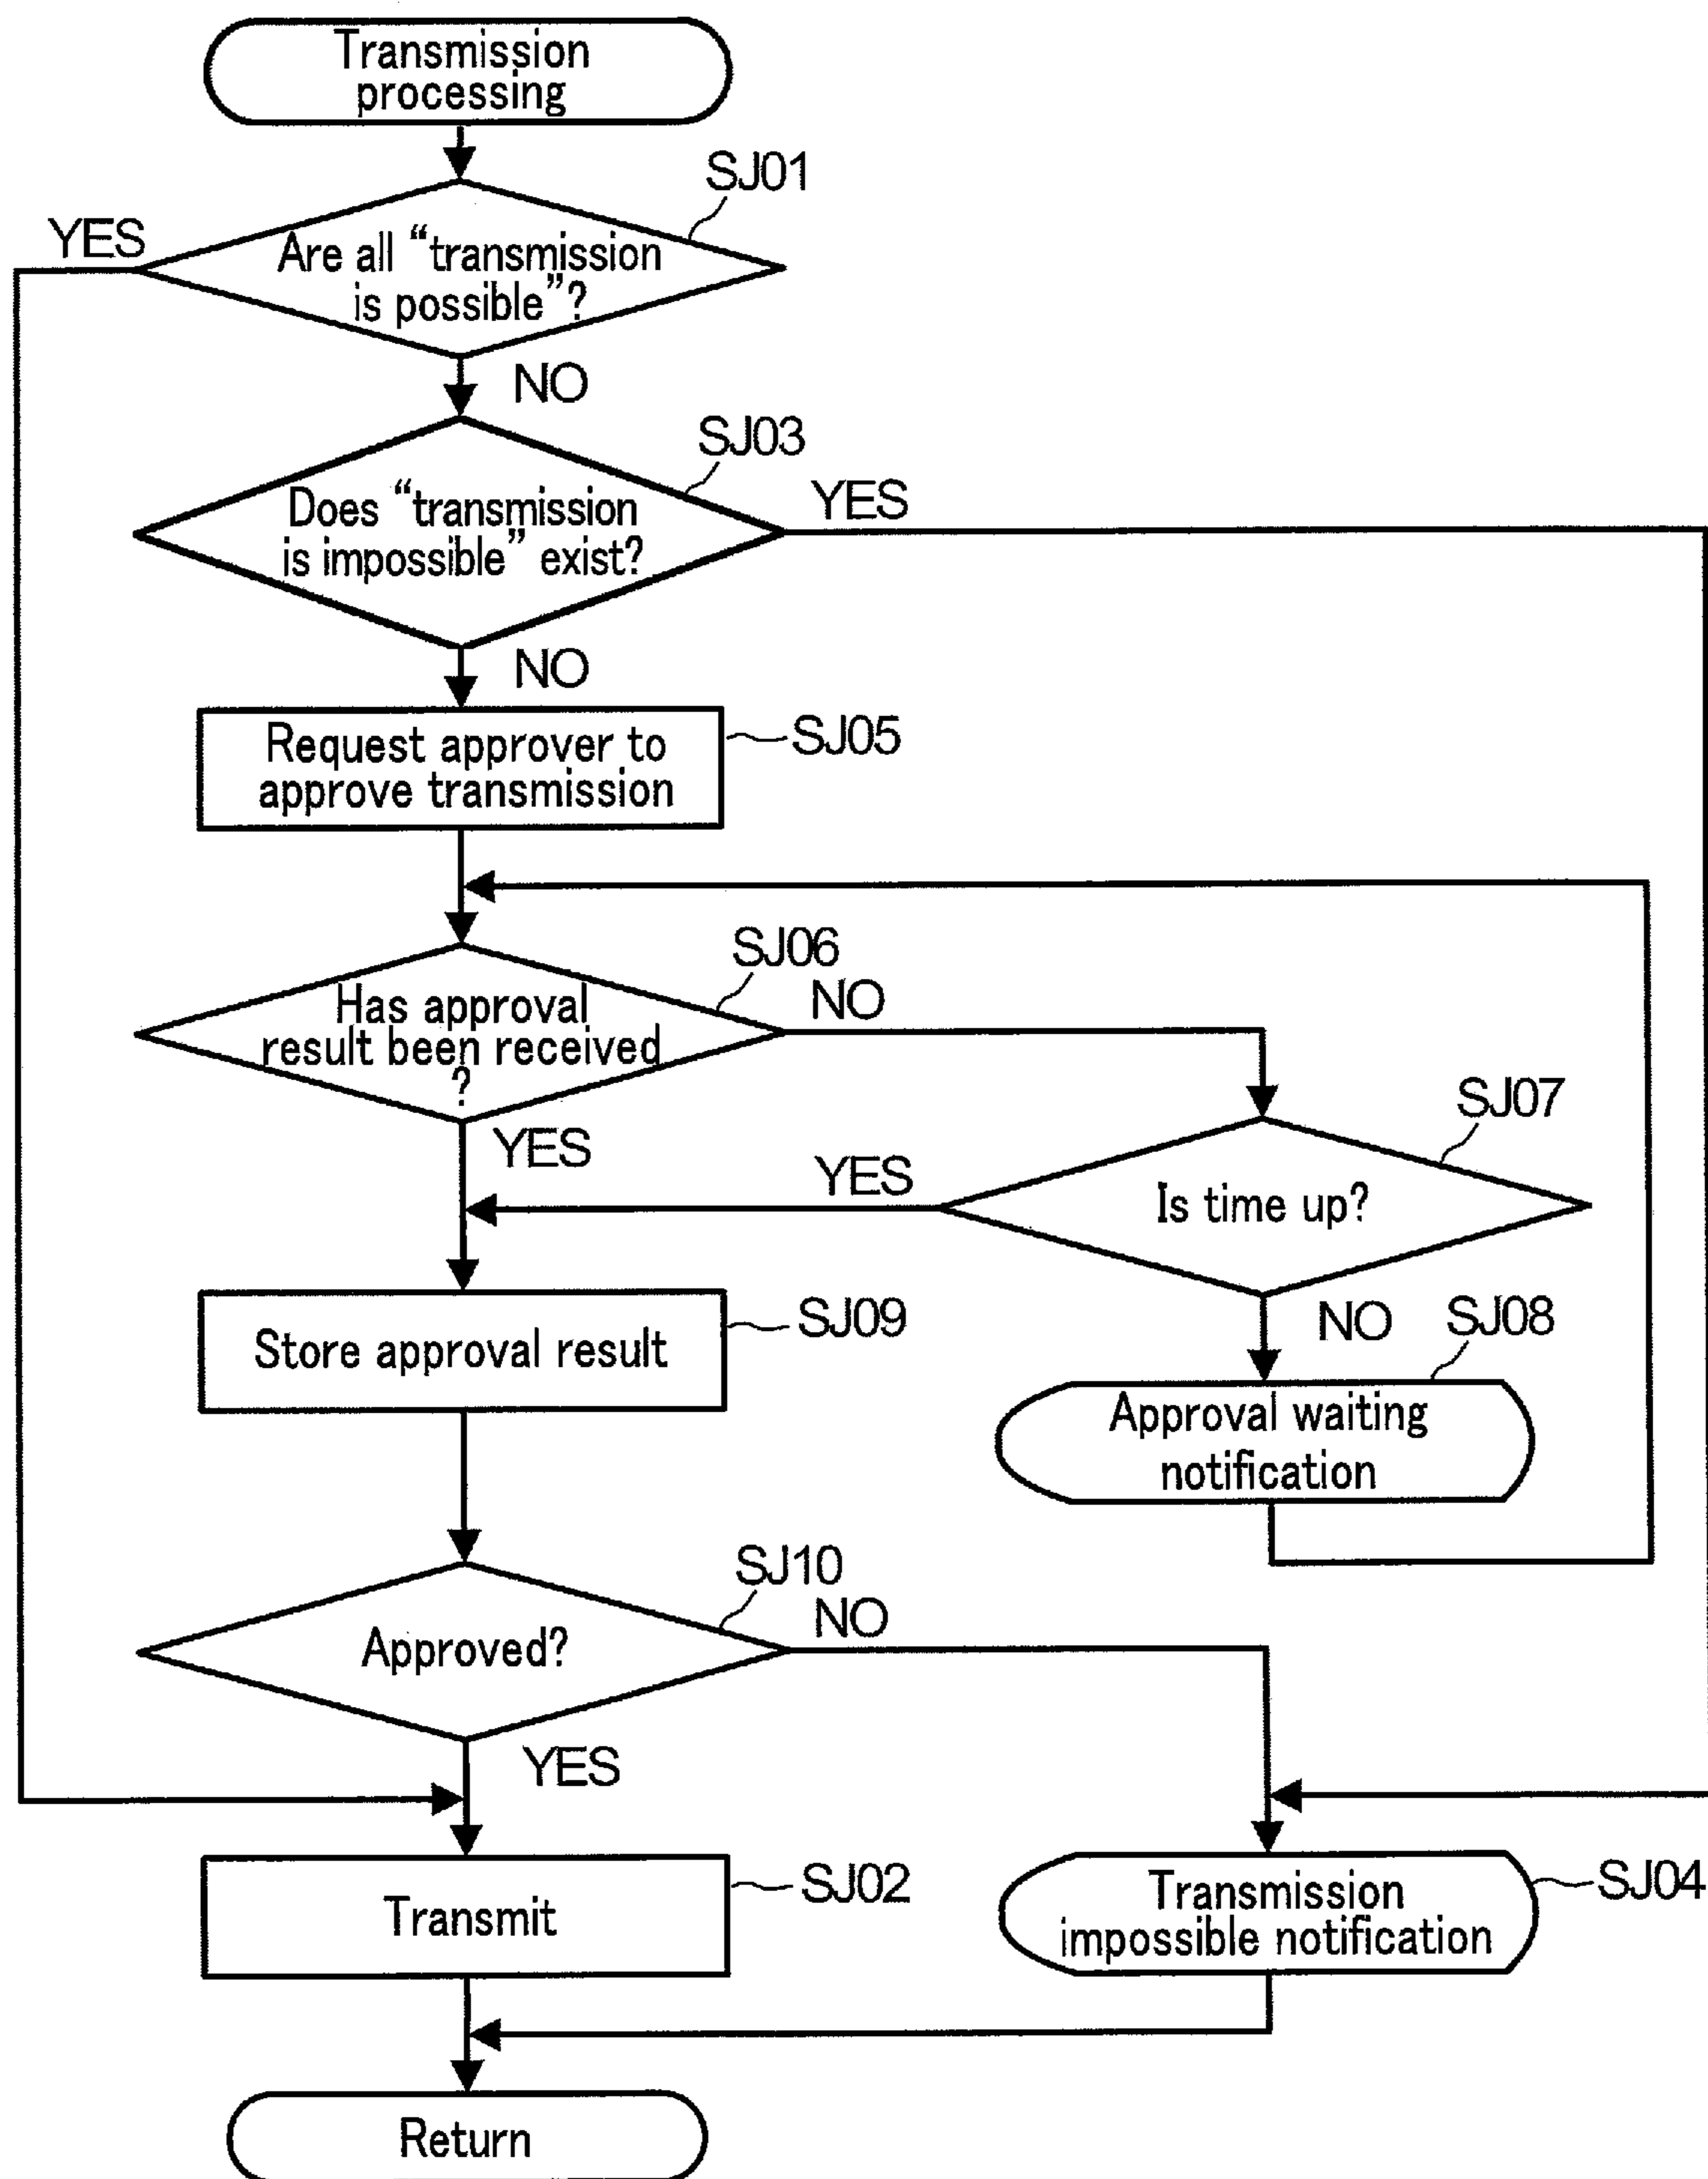 Transmission
processing
SJ01
YES
Are all “transmission
is possible”?
NO
SJ03
YES
Does “transmission
is impossible” exist?
NO
Request approver to
approve transmission
SJ05
SJ06
NO
Has approval
result been received
?
YES
SJ07
YES
Is time up?
NO
SJ08
Store approval result
SJ09
Approval waiting
notification
SJ10
NO
Approved?
YES
Transmit
SJ02
Transmission
impossible notification
SJ04
Return